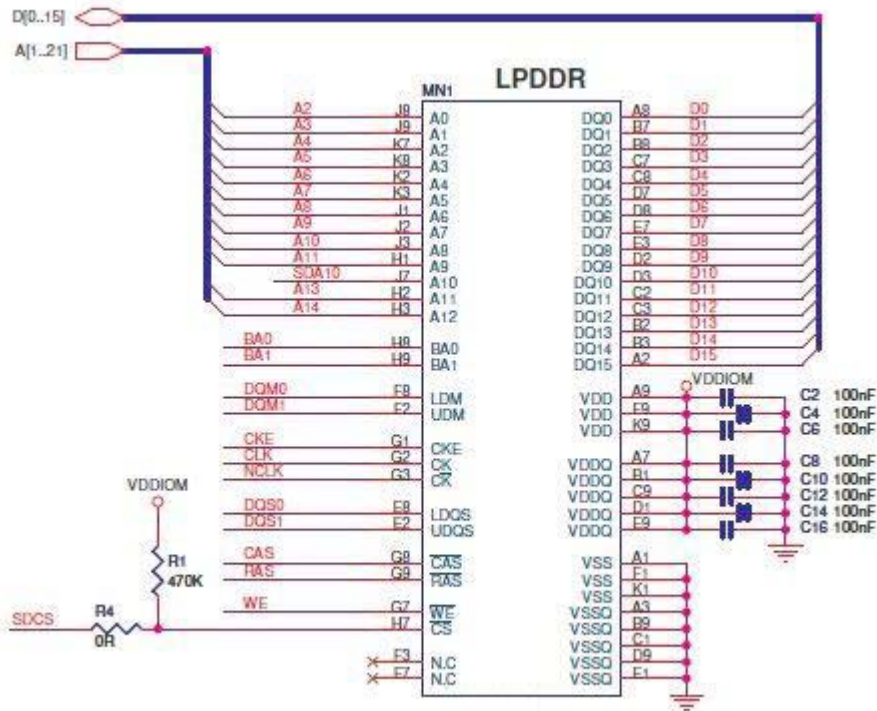 D[0..15]
A[1..21]
LPDDR
MN1
A2 J8 A0 DQ0 A8 D0
A3 J9 A1 DQ1 B7 D1
A4 K7 A2 DQ2 B8 D2
A5 K8 A3 DQ3 C7 D3
A6 K2 A4 DQ4 C8 D4
A7 K3 A5 DQ5 D7 D5
A8 J1 A6 DQ6 D8 D6
A9 J2 A7 DQ7 E7 D7
A10 J3 A8 DQ8 E3 D8
A11 H1 A9 DQ9 D2 D9
SDA10 J7 A10 DQ10 D3 D10
A13 H2 A11 DQ11 C2 D11
A14 H3 A12 DQ12 C3 D12
DQ13 B2 D13
BA0 H8 BA0 DQ14 B3 D14
BA1 H9 BA1 DQ15 A2 D15
VDDIOM
DQM0 F8 LDM VDD A9 C2 100nF
DQM1 F2 UDM VDD F9 C4 100nF
VDD K9 C6 100nF
CKE G1 CKE
CLK G2 CK VDDQ A7 C8 100nF
NCLK G3 CK VDDQ B1 C10 100nF
VDDQ C9 C12 100nF
DQS0 E8 LDQS VDDQ D1 C14 100nF
DQS1 E2 UDQS VDDQ E9 C16 100nF
VDDIOM
R1
470K
CAS G8 CAS VSS A1
RAS G9 RAS VSS F1
VSS K1
WE G7 WE VSSQ A3
SDCS R4 0R H7 CS VSSQ B9
VSSQ C1
F3 N.C VSSQ D9
F7 N.C VSSQ E1